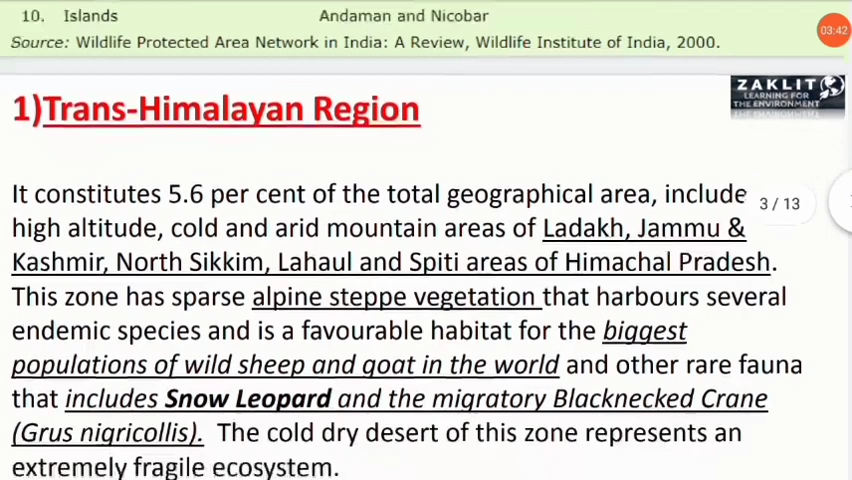 10. Islands Andaman and Nicobar
Source: Wildlife Protected Area Network in India: A Review, Wildlife Institute of India, 2000.
03:42
1)Trans-Himalayan Region
ZAKLIT
LEARNING FOR
THE ENVIRONMENT
It constitutes 5.6 per cent of the total geographical area, include
3 / 13
high altitude, cold and arid mountain areas of Ladakh, Jammu &
Kashmir, North Sikkim, Lahaul and Spiti areas of Himachal Pradesh.
This zone has sparse alpine steppe vegetation that harbours several
endemic species and is a favourable habitat for the biggest
populations of wild sheep and goat in the world and other rare fauna
that includes Snow Leopard and the migratory Blacknecked Crane
(Grus nigricollis). The cold dry desert of this zone represents an
extremely fragile ecosystem.